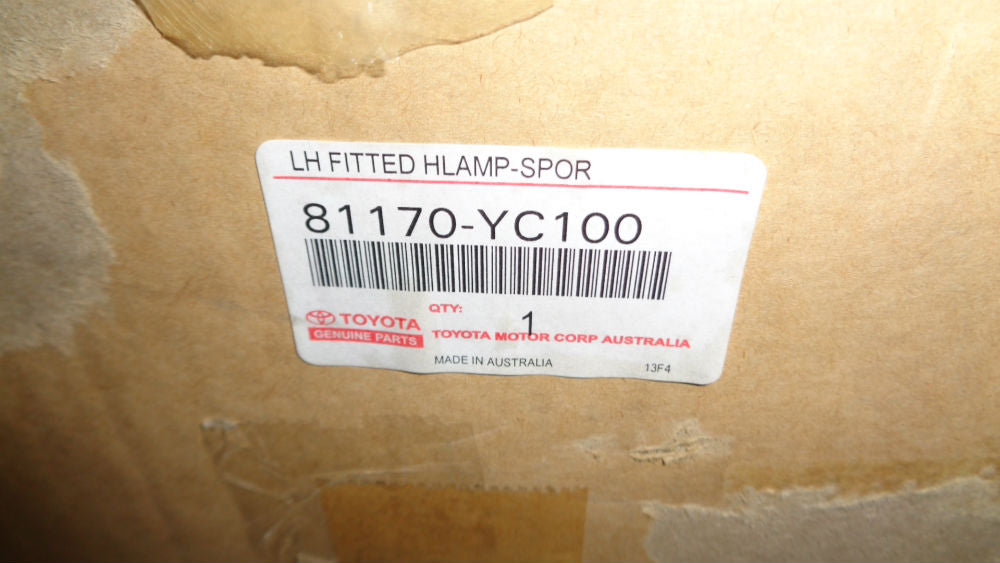 LH FITTED HLAMP-SPOR
81170-YC100
QTY:
1
TOYOTA
GENUINE PARTS
TOYOTA MOTOR CORP AUSTRALIA
MADE IN AUSTRALIA
13F4